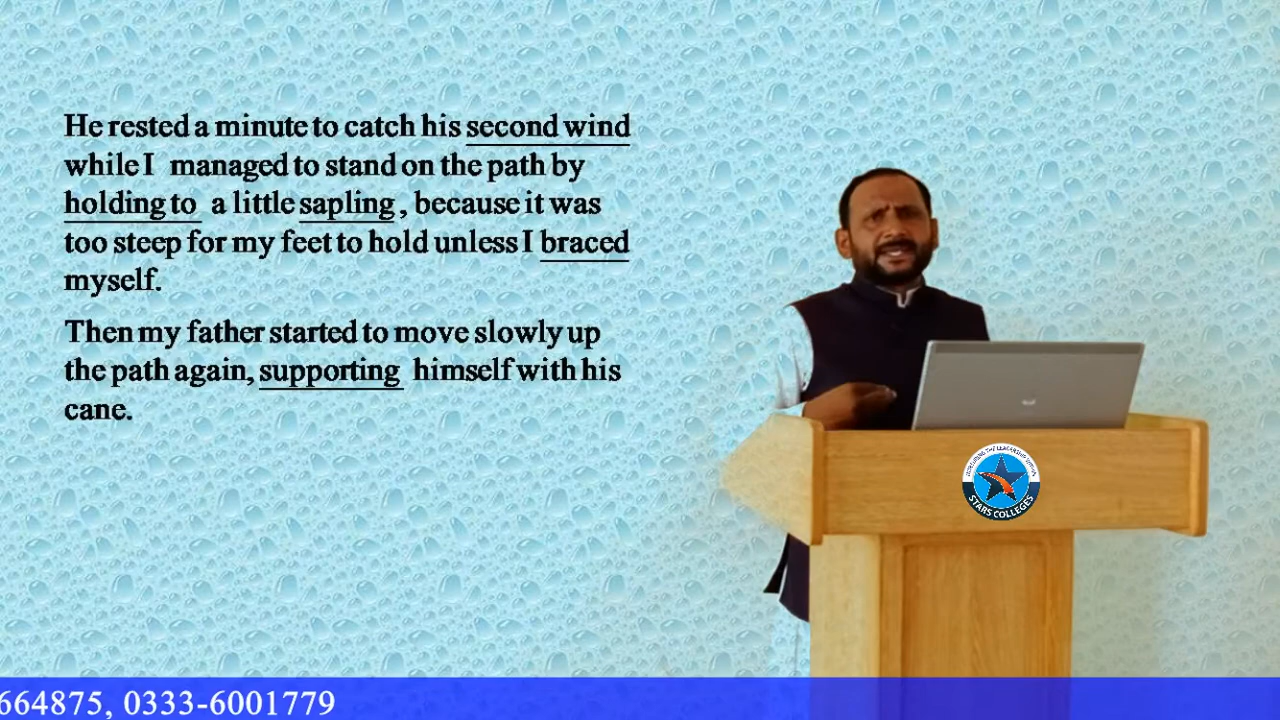 He rested a minute to catch his second wind
while I managed to stand on the path by
holding to a little sapling, because it was
too steep for my feet to hold unless I braced
myself.
Then my father started to move slowly up
the path again, supporting himself with his
cane.
STARS COLLEGES
664875, 0333-6001779